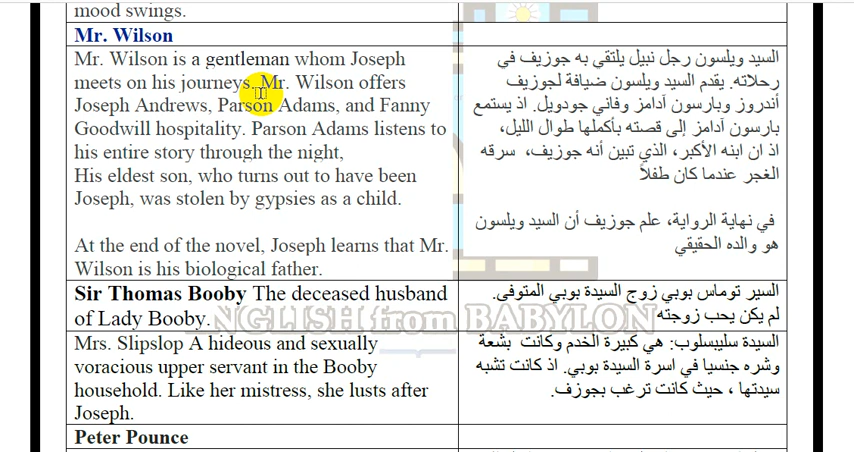 mood swings.
Mr. Wilson
Mr. Wilson is a gentleman whom Joseph
meets on his journeys. Mr. Wilson offers
Joseph Andrews, Parson Adams, and Fanny
Goodwill hospitality. Parson Adams listens to
his entire story through the night,
His eldest son, who turns out to have been
Joseph, was stolen by gypsies as a child.
At the end of the novel, Joseph learns that Mr.
Wilson is his biological father.
السيد ويلسون رجل نبيل يلتقي به جوزيف في
رحلاته. يقدم السيد ويلسون ضيافة لجوزيف
أندروز وبارسون آدامز وفاني جودويل. اذ يستمع
بارسون آدامز إلى قصته بأكملها طوال الليل،
اذ ان ابنه الأكبر، الذي تبين أنه جوزيف، سرقه
الغجر عندما كان طفلاً
في نهاية الرواية، علم جوزيف أن السيد ويلسون
هو والده الحقيقي
Sir Thomas Booby The deceased husband
of Lady Booby.
السير توماس بوبي زوج السيدة بوبي المتوفى.
لم يكن يحب زوجته
ENGLISH from BABYLON
Mrs. Slipslop A hideous and sexually
voracious upper servant in the Booby
household. Like her mistress, she lusts after
Joseph.
السيدة سليبسلوب: هي كبيرة الخدم وكانت بشعة
وشره جنسيا في اسرة السيدة بوبي. اذ كانت تشبه
سيدتها ، حيث كانت ترغب بجوزف.
Peter Pounce